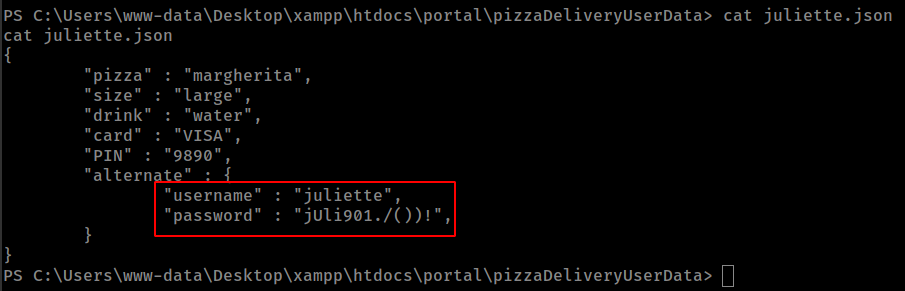 PS C:\Users\www-data\Desktop\xampp\htdocs\portal\pizzaDeliveryUserData> cat juliette.json
cat juliette.json
{
        "pizza" : "margherita",
        "size" : "large",
        "drink" : "water",
        "card" : "VISA",
        "PIN" : "9890",
        "alternate" : {
                "username" : "juliette",
                "password" : "jUli901./())!",
        }
}
PS C:\Users\www-data\Desktop\xampp\htdocs\portal\pizzaDeliveryUserData>